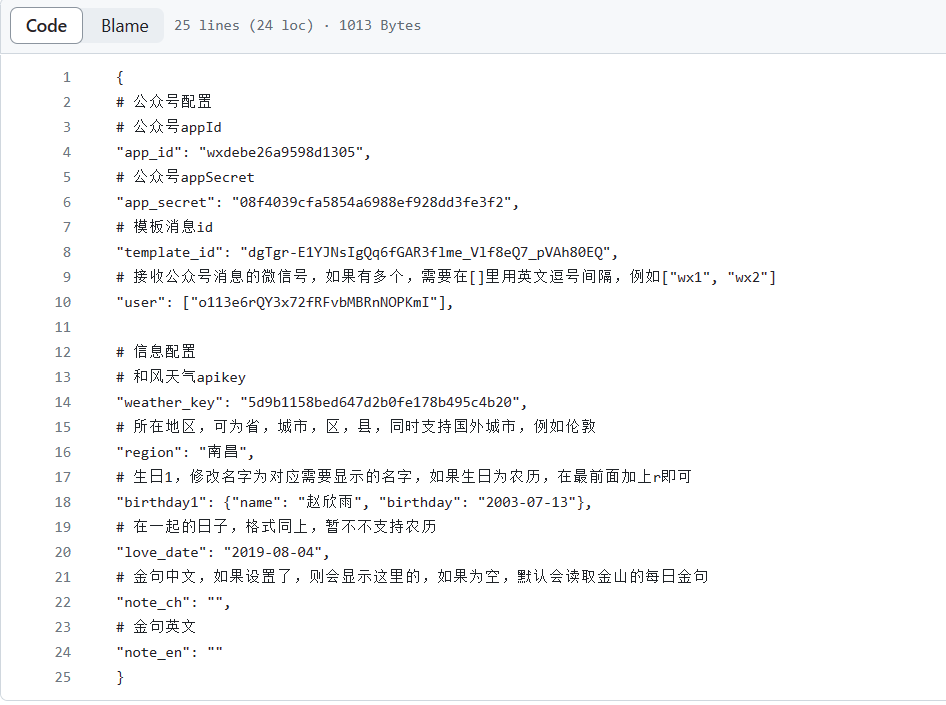 Code Blame 25 lines (24 loc) · 1013 Bytes
1 {
2 # 公众号配置
3 # 公众号appId
4 "app_id": "wxdebe26a9598d1305",
5 # 公众号appSecret
6 "app_secret": "08f4039cfa5854a6988ef928dd3fe3f2",
7 # 模板消息id
8 "template_id": "dgTgr-E1YJNsIgQq6fGAR3flme_Vlf8eQ7_pVAh80EQ",
9 # 接收公众号消息的微信号，如果有多个，需要在[]里用英文逗号间隔，例如["wx1", "wx2"]
10 "user": ["o113e6rQY3x72fRFvbMBRnNOPKmI"],
11
12 # 信息配置
13 # 和风天气apikey
14 "weather_key": "5d9b1158bed647d2b0fe178b495c4b20",
15 # 所在地区，可为省，城市，区，县，同时支持国外城市，例如伦敦
16 "region": "南昌",
17 # 生日1，修改名字为对应需要显示的名字，如果生日为农历，在最前面加上r即可
18 "birthday1": {"name": "赵欣雨", "birthday": "2003-07-13"},
19 # 在一起的日子，格式同上，暂不不支持农历
20 "love_date": "2019-08-04",
21 # 金句中文，如果设置了，则会显示这里的，如果为空，默认会读取金山的每日金句
22 "note_ch": "",
23 # 金句英文
24 "note_en": ""
25 }